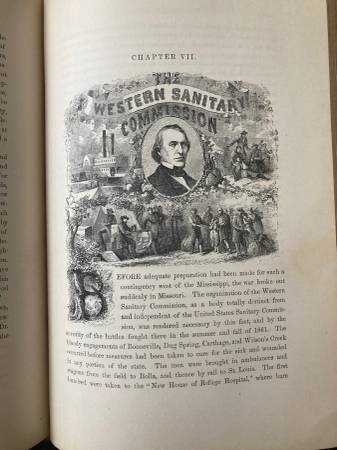 CHAPTER VII.
THE
WESTERN SANITARY
COMMISSION
BEFORE adequate preparation had been made for such a
contingency west of the Mississippi, the war broke out
suddenly in Missouri. The organization of the Western
Sanitary Commission, as a body totally distinct from
and independent of the United States Sanitary Commis-
sion, was rendered necessary by this fact, and by the
severity of the battles fought there in the summer and fall of 1861. The
bloody engagements of Booneville, Dug Spring, Carthage, and Wilson's Creek
occurred before measures had been taken to care for the sick and wounded
in any portion of the state. The men were brought in ambulances and
wagons from the field to Rolla, and thence by rail to St. Louis. The first
hundred were taken to the "New House of Refuge Hospital," where bare